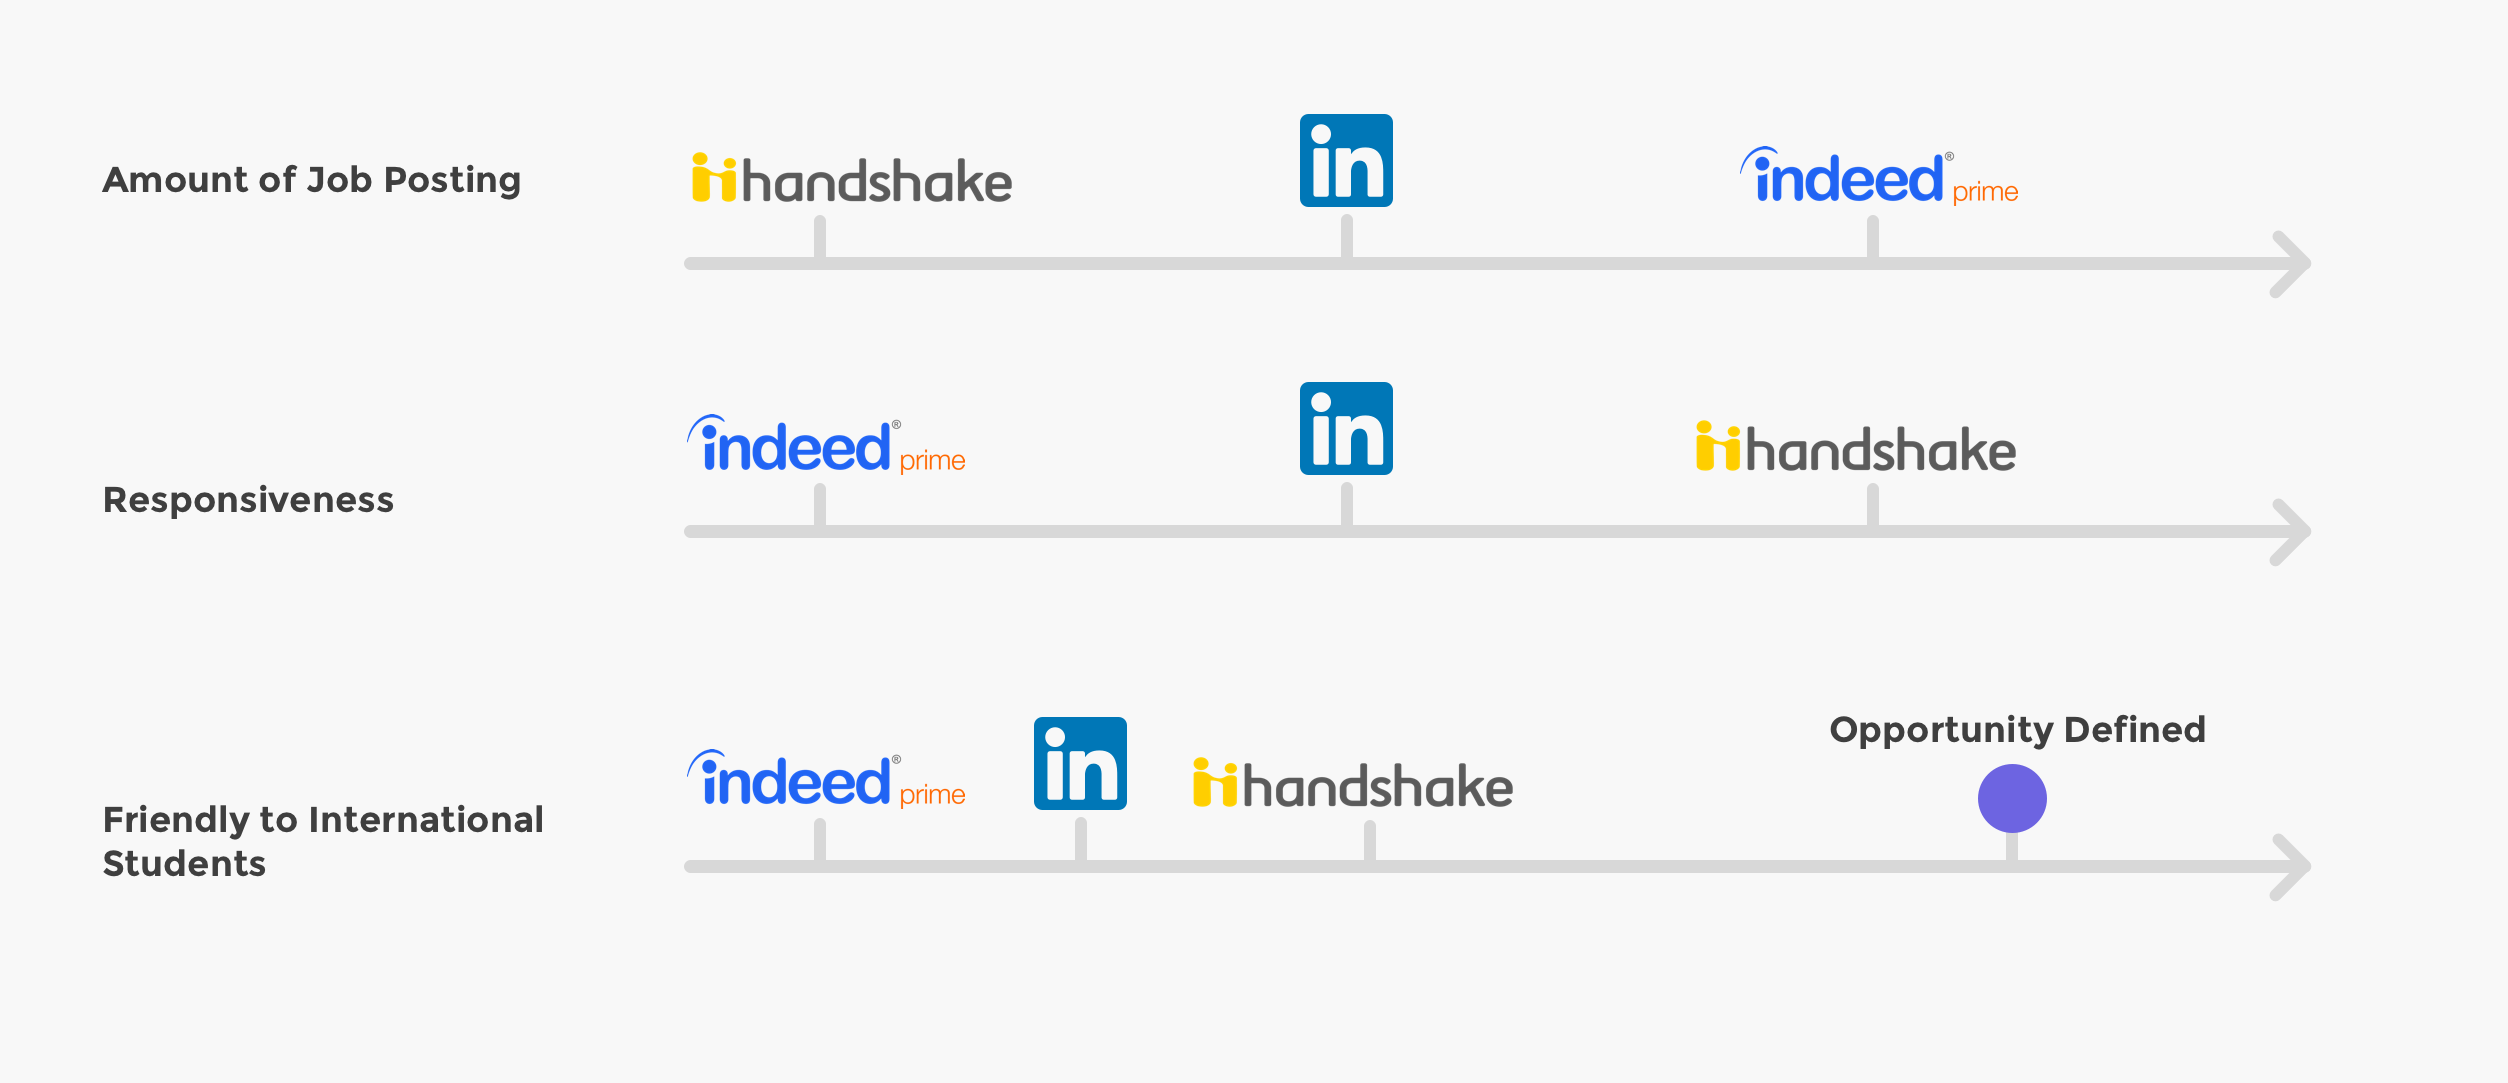 Amount of Job Posting
handshake
in
indeed® prime
indeed® prime
in
handshake
Responsiveness
Opportunity Defined
indeed® prime
in
handshake
Friendly to International
Students